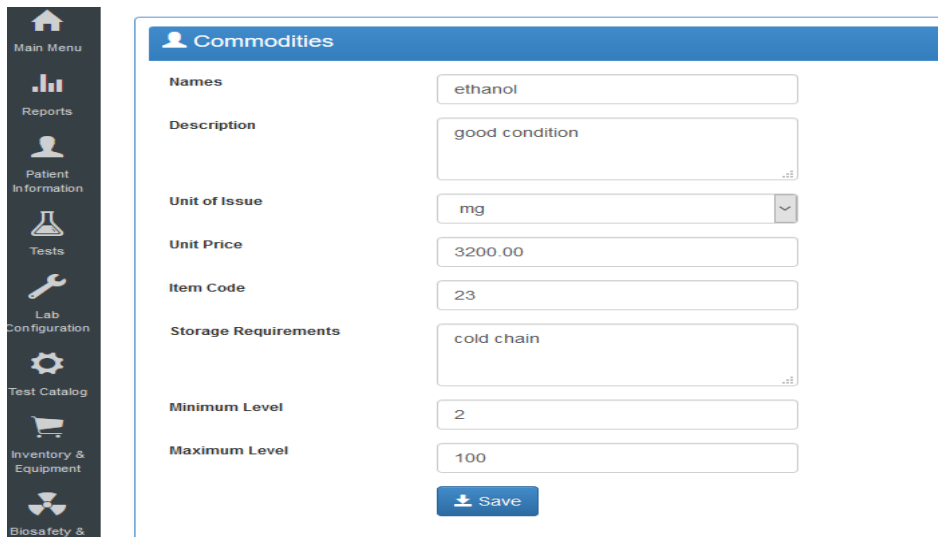 Main Menu
Reports
Patient
Information
Tests
Lab
Configuration
Test Catalog
Inventory &
Equipment
Biosafety &
Commodities
Names
ethanol
Description
good condition
Unit of Issue
mg
Unit Price
3200.00
Item Code
23
Storage Requirements
cold chain
Minimum Level
2
Maximum Level
100
Save